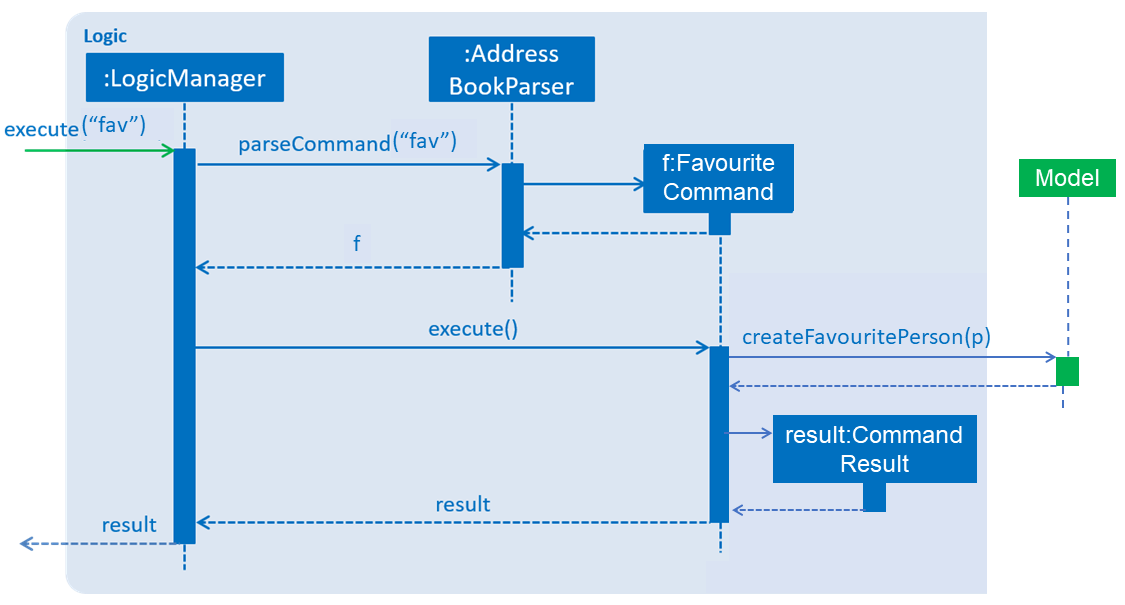 Logic
:LogicManager
:Address
BookParser
execute(“fav”)
parseCommand(“fav”)
f:Favourite
Command
Model
f
execute()
createFavouritePerson(p)
result:Command
Result
result
result